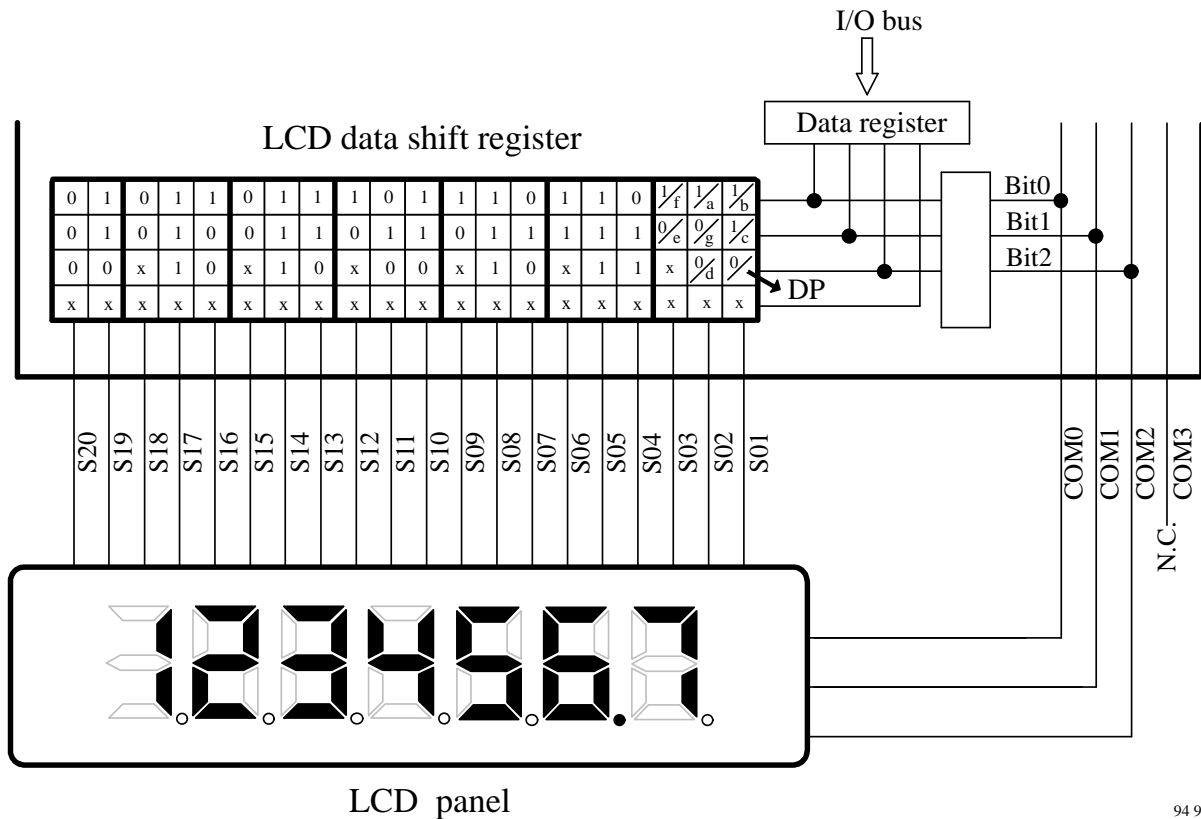 I/O bus
Data register
LCD data shift register
0 1 0 1 1 0 1 1 1 0 1 1 1 0 1 1 0 1/f 1/a 1/b
0 1 0 1 0 0 1 1 0 1 1 0 1 1 1 1 1 0/e 0/g 1/c
0 0 x 1 0 x 1 0 x 0 0 x 1 0 x 1 1 x 0/d 0/
x x x x x x x x x x x x x x x x x x x x
Bit0
Bit1
Bit2
DP
S20 S19 S18 S17 S16 S15 S14 S13 S12 S11 S10 S09 S08 S07 S06 S05 S04 S03 S02 S01
COM0 COM1 COM2 COM3
N.C.
123456.7
LCD panel
94 9